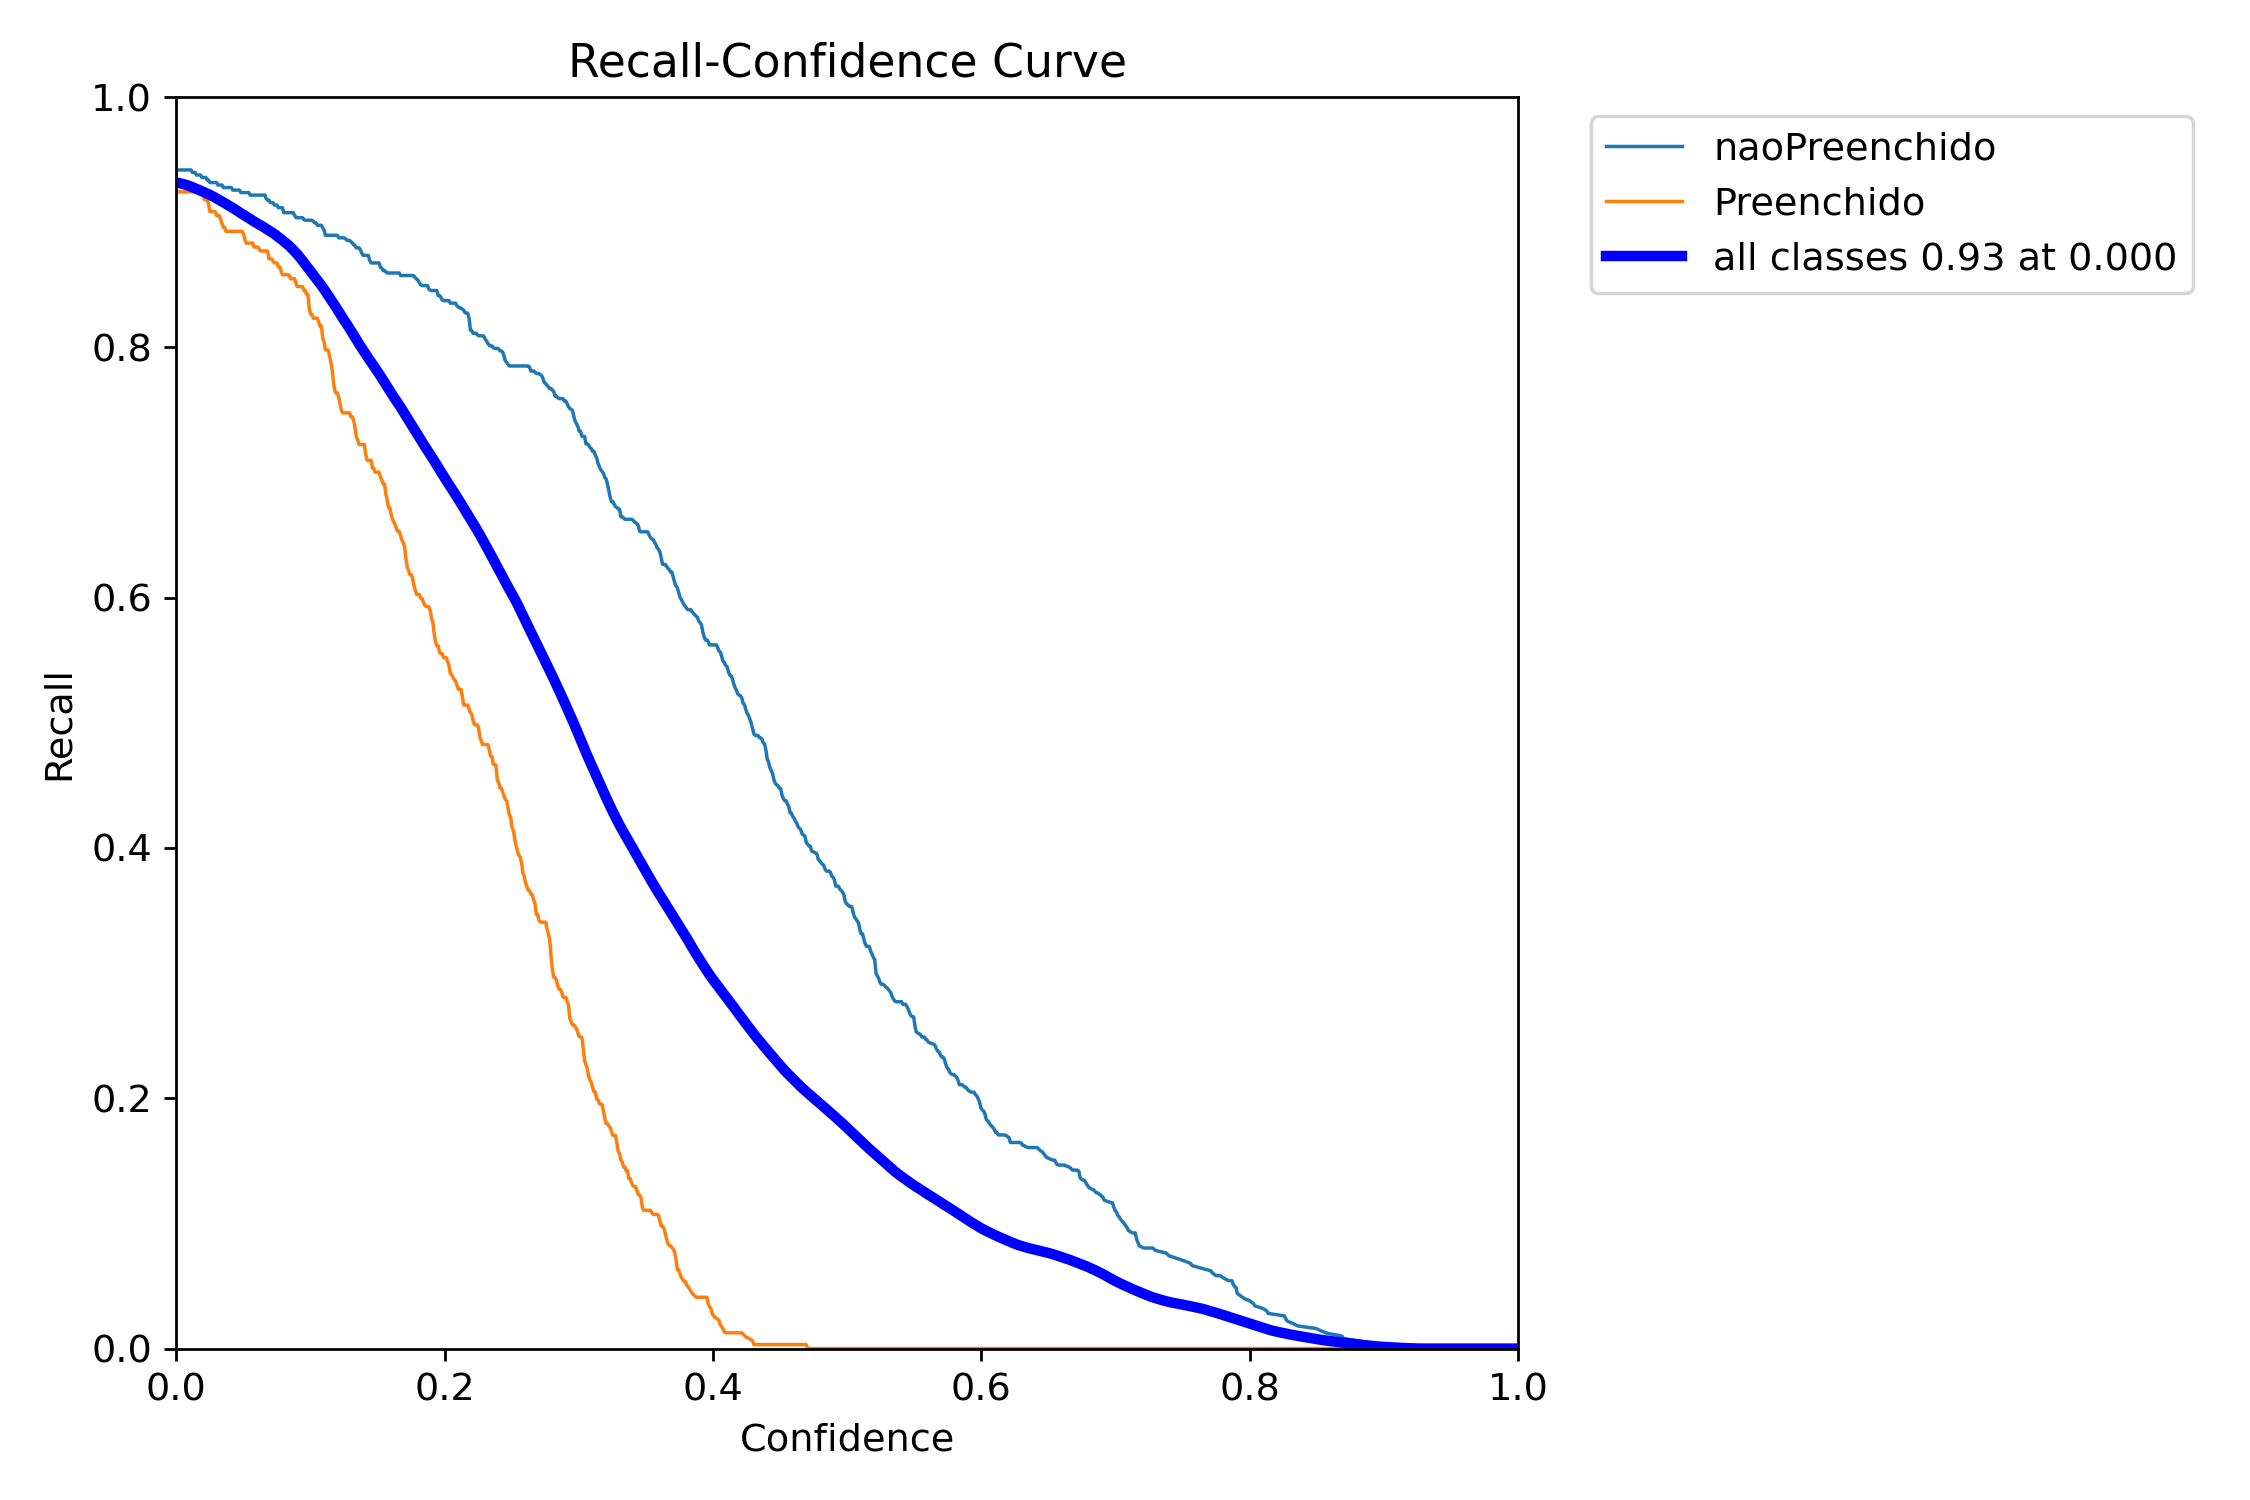 Recall-Confidence Curve
1.0
0.8
0.6
0.4
0.2
0.0
Recall
0.0 0.2 0.4 0.6 0.8 1.0
Confidence
naoPreenchido
Preenchido
all classes 0.93 at 0.000